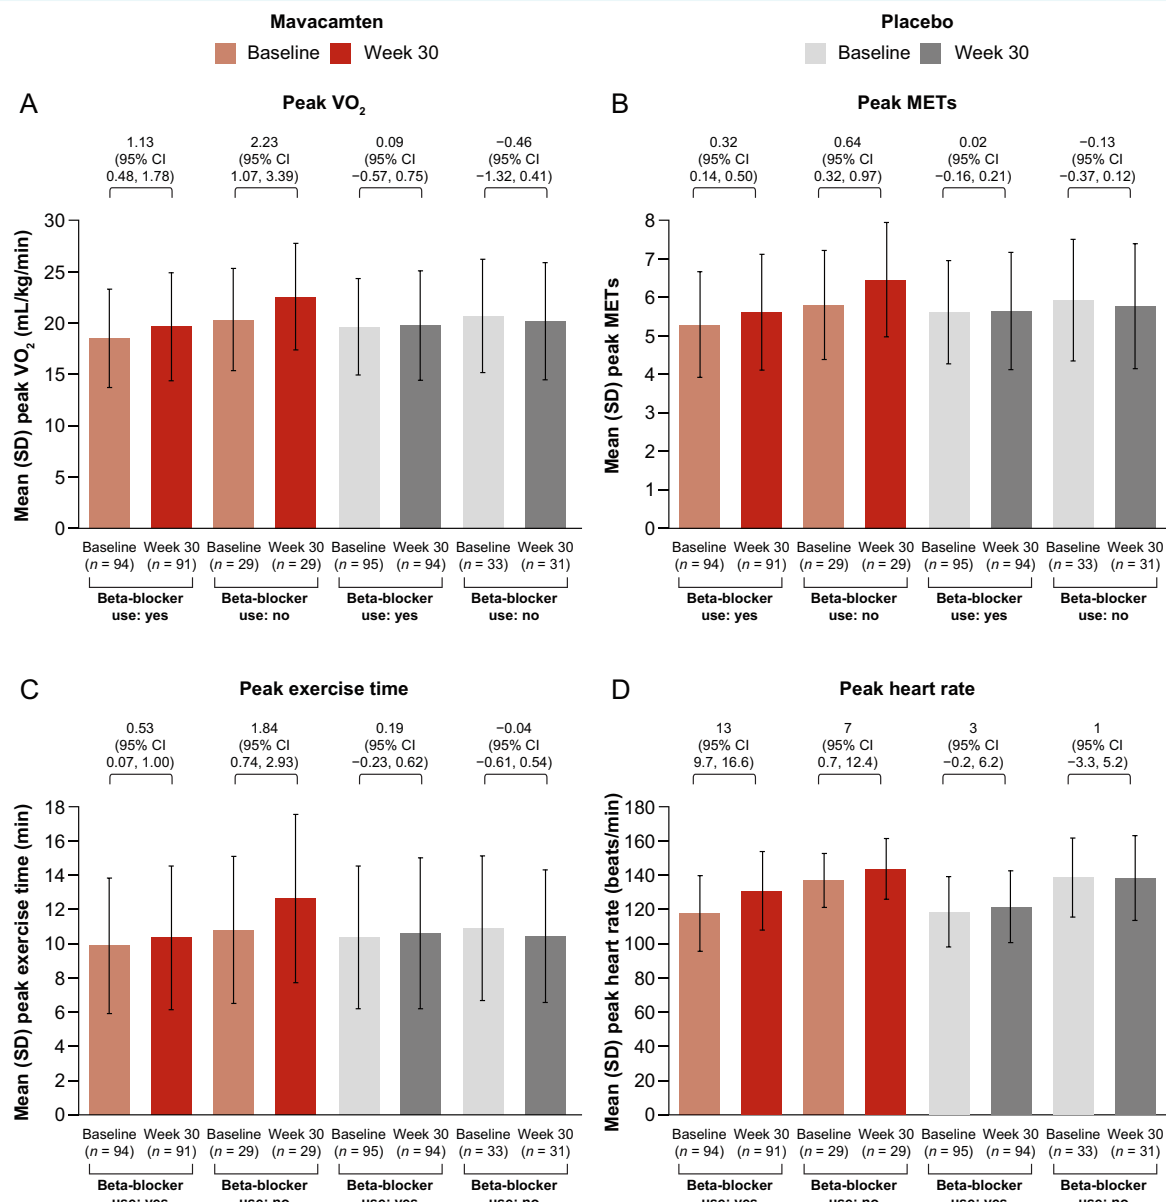 Mavacamten
Baseline Week 30
Placebo
Baseline Week 30
A Peak VO2
1.13 (95% CI 0.48, 1.78)
2.23 (95% CI 1.07, 3.39)
0.09 (95% CI −0.57, 0.75)
−0.46 (95% CI −1.32, 0.41)
Mean (SD) peak VO2 (mL/kg/min)
30
25
20
15
10
5
0
Baseline (n = 94)
Week 30 (n = 91)
Baseline (n = 29)
Week 30 (n = 29)
Baseline (n = 95)
Week 30 (n = 94)
Baseline (n = 33)
Week 30 (n = 31)
Beta-blocker use: yes
Beta-blocker use: no
Beta-blocker use: yes
Beta-blocker use: no
B Peak METs
0.32 (95% CI 0.14, 0.50)
0.64 (95% CI 0.32, 0.97)
0.02 (95% CI −0.16, 0.21)
−0.13 (95% CI −0.37, 0.12)
Mean (SD) peak METs
8
7
6
5
4
3
2
1
0
Baseline (n = 94)
Week 30 (n = 91)
Baseline (n = 29)
Week 30 (n = 29)
Baseline (n = 95)
Week 30 (n = 94)
Baseline (n = 33)
Week 30 (n = 31)
Beta-blocker use: yes
Beta-blocker use: no
Beta-blocker use: yes
Beta-blocker use: no
C Peak exercise time
0.53 (95% CI 0.07, 1.00)
1.84 (95% CI 0.74, 2.93)
0.19 (95% CI −0.23, 0.62)
−0.04 (95% CI −0.61, 0.54)
Mean (SD) peak exercise time (min)
18
16
14
12
10
8
6
4
2
0
Baseline (n = 94)
Week 30 (n = 91)
Baseline (n = 29)
Week 30 (n = 29)
Baseline (n = 95)
Week 30 (n = 94)
Baseline (n = 33)
Week 30 (n = 31)
Beta-blocker use: yes
Beta-blocker use: no
Beta-blocker use: yes
Beta-blocker use: no
D Peak heart rate
13 (95% CI 9.7, 16.6)
7 (95% CI 0.7, 12.4)
3 (95% CI −0.2, 6.2)
1 (95% CI −3.3, 5.2)
Mean (SD) peak heart rate (beats/min)
180
160
140
120
100
80
60
40
20
0
Baseline (n = 94)
Week 30 (n = 91)
Baseline (n = 29)
Week 30 (n = 29)
Baseline (n = 95)
Week 30 (n = 94)
Baseline (n = 33)
Week 30 (n = 31)
Beta-blocker use: yes
Beta-blocker use: no
Beta-blocker use: yes
Beta-blocker use: no